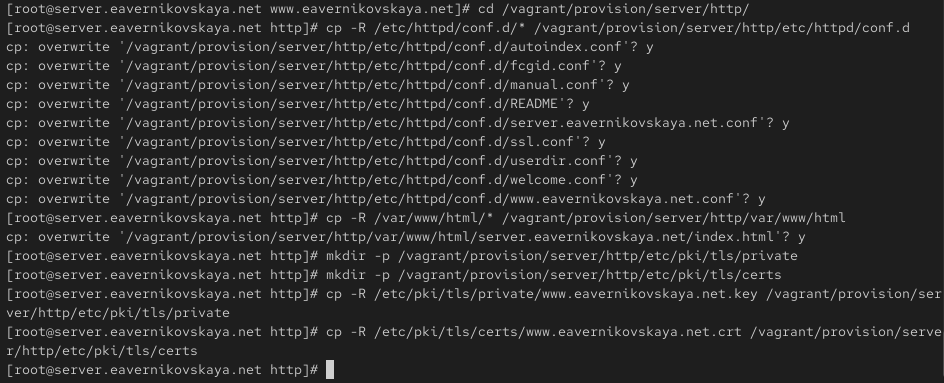 [root@server.eavernikovskaya.net www.eavernikovskaya.net]# cd /vagrant/provision/server/http/
[root@server.eavernikovskaya.net http]# cp -R /etc/httpd/conf.d/* /vagrant/provision/server/http/etc/httpd/conf.d
cp: overwrite '/vagrant/provision/server/http/etc/httpd/conf.d/autoindex.conf'? y
cp: overwrite '/vagrant/provision/server/http/etc/httpd/conf.d/fcgid.conf'? y
cp: overwrite '/vagrant/provision/server/http/etc/httpd/conf.d/manual.conf'? y
cp: overwrite '/vagrant/provision/server/http/etc/httpd/conf.d/README'? y
cp: overwrite '/vagrant/provision/server/http/etc/httpd/conf.d/server.eavernikovskaya.net.conf'? y
cp: overwrite '/vagrant/provision/server/http/etc/httpd/conf.d/ssl.conf'? y
cp: overwrite '/vagrant/provision/server/http/etc/httpd/conf.d/userdir.conf'? y
cp: overwrite '/vagrant/provision/server/http/etc/httpd/conf.d/welcome.conf'? y
cp: overwrite '/vagrant/provision/server/http/etc/httpd/conf.d/www.eavernikovskaya.net.conf'? y
[root@server.eavernikovskaya.net http]# cp -R /var/www/html/* /vagrant/provision/server/http/var/www/html
cp: overwrite '/vagrant/provision/server/http/var/www/html/server.eavernikovskaya.net/index.html'? y
[root@server.eavernikovskaya.net http]# mkdir -p /vagrant/provision/server/http/etc/pki/tls/private
[root@server.eavernikovskaya.net http]# mkdir -p /vagrant/provision/server/http/etc/pki/tls/certs
[root@server.eavernikovskaya.net http]# cp -R /etc/pki/tls/private/www.eavernikovskaya.net.key /vagrant/provision/ser
ver/http/etc/pki/tls/private
[root@server.eavernikovskaya.net http]# cp -R /etc/pki/tls/certs/www.eavernikovskaya.net.crt /vagrant/provision/serve
r/http/etc/pki/tls/certs
[root@server.eavernikovskaya.net http]#